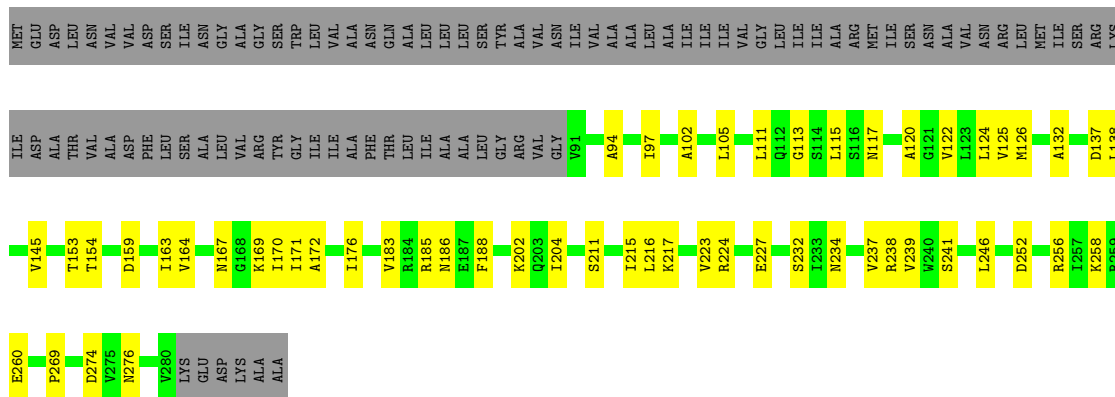 MET GLU ASP LEU ASN VAL VAL ASP SER ILE ASN GLY ALA GLY SER TRP LEU VAL ALA ASN GLN ALA LEU LEU LEU SER TYR ALA VAL ASN ILE VAL ALA ALA LEU ALA ILE ILE ILE VAL GLY LEU ILE ILE ALA ARG MET ILE SER ASN ALA VAL ASN ARG LEU MET ILE SER ARG LYS
ILE ASP ALA THR VAL ALA ASP PHE LEU SER ALA LEU VAL ARG TYR GLY ILE ILE ALA PHE THR LEU ILE ALA ALA LEU GLY ARG VAL GLY V91 A94 I97 A102 L105 L111 Q112 G113 S114 L115 S116 N117 A120 G121 V122 L123 L124 V125 M126 A132 D137 L138
V145 T153 T154 D159 I163 V164 N167 G168 K169 I170 I171 A172 I176 V183 R184 R185 N186 E187 F188 K202 Q203 I204 S211 I215 L216 K217 V223 R224 E227 S232 I233 N234 V237 R238 V239 W240 S241 L246 D252 R256 I257 K258 R259
E260 P269 D274 V275 N276 V280 LYS GLU ASP LYS ALA ALA